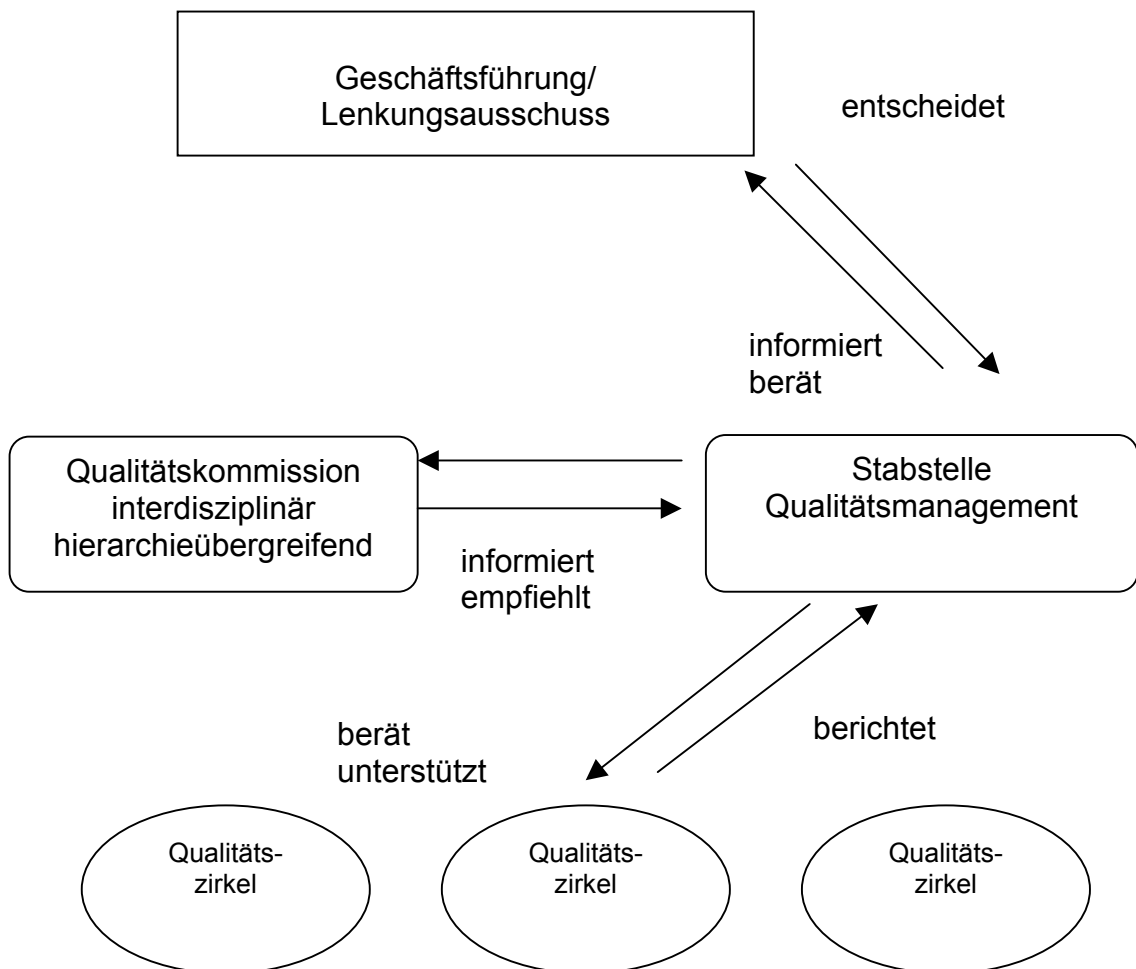 Geschäftsführung/
Lenkungsausschuss
entscheidet
informiert
berät
Qualitätskommission
interdisziplinär
hierarchieübergreifend
Stabstelle
Qualitätsmanagement
informiert
empfiehlt
berät
unterstützt
berichtet
Qualitäts-
zirkel
Qualitäts-
zirkel
Qualitäts-
zirkel